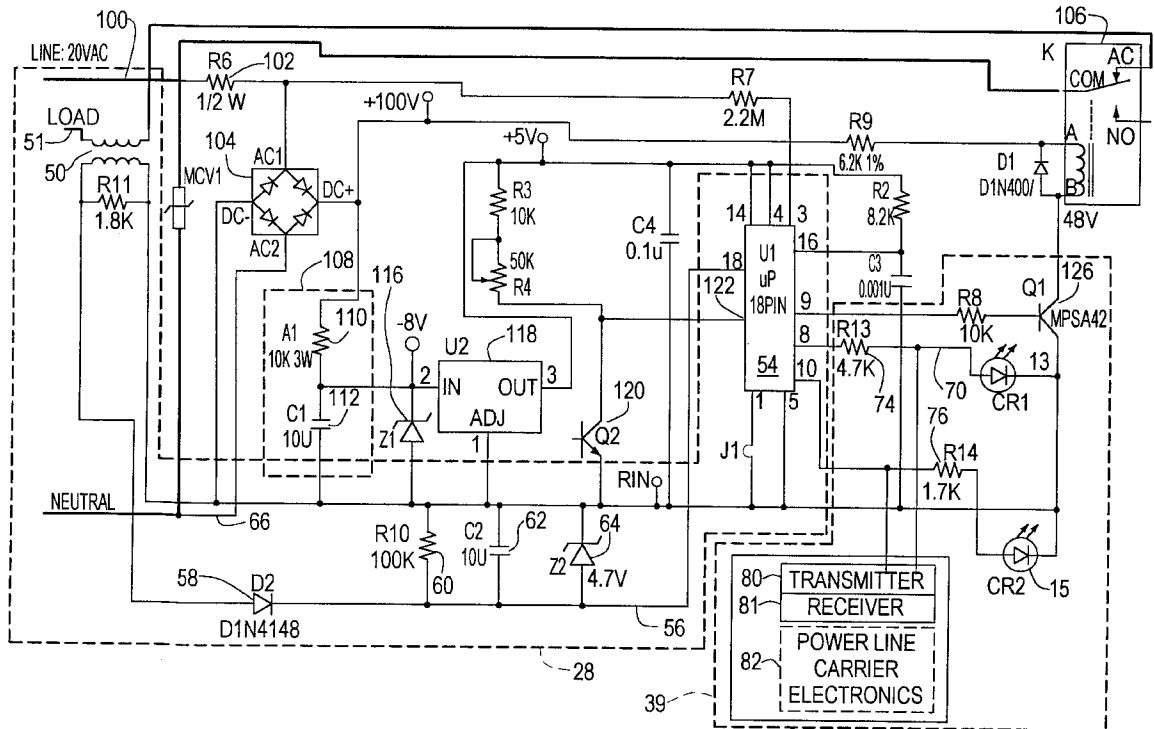 100
106
LINE: 20VAC
R6
102
1/2 W
K
AC
COM
NO
R7
2.2M
+100V
LOAD
51
50
104
AC1
DC+
DC-
AC2
MCV1
R11
1.8K
+5V
R9
6.2K 1%
A
B
D1
D1N400/
48V
R3
10K
50K
R4
C4
0.1u
14
4
3
R2
8.2K
16
18
U1
uP
18PIN
54
122
C3
0.001U
9
8
10
1
5
R8
10K
Q1
126
MPSA42
R13
4.7K
74
70
13
CR1
108
A1
10K 3W
110
116
-8V
C1
10U
112
Z1
U2
118
2
IN
OUT
3
ADJ
1
120
Q2
J1
76
R14
1.7K
RIN
NEUTRAL
66
R10
100K
60
C2
10U
62
Z2
64
4.7V
CR2
15
58
D2
D1N4148
56
28
39
80
TRANSMITTER
81
RECEIVER
82
POWER LINE
CARRIER
ELECTRONICS